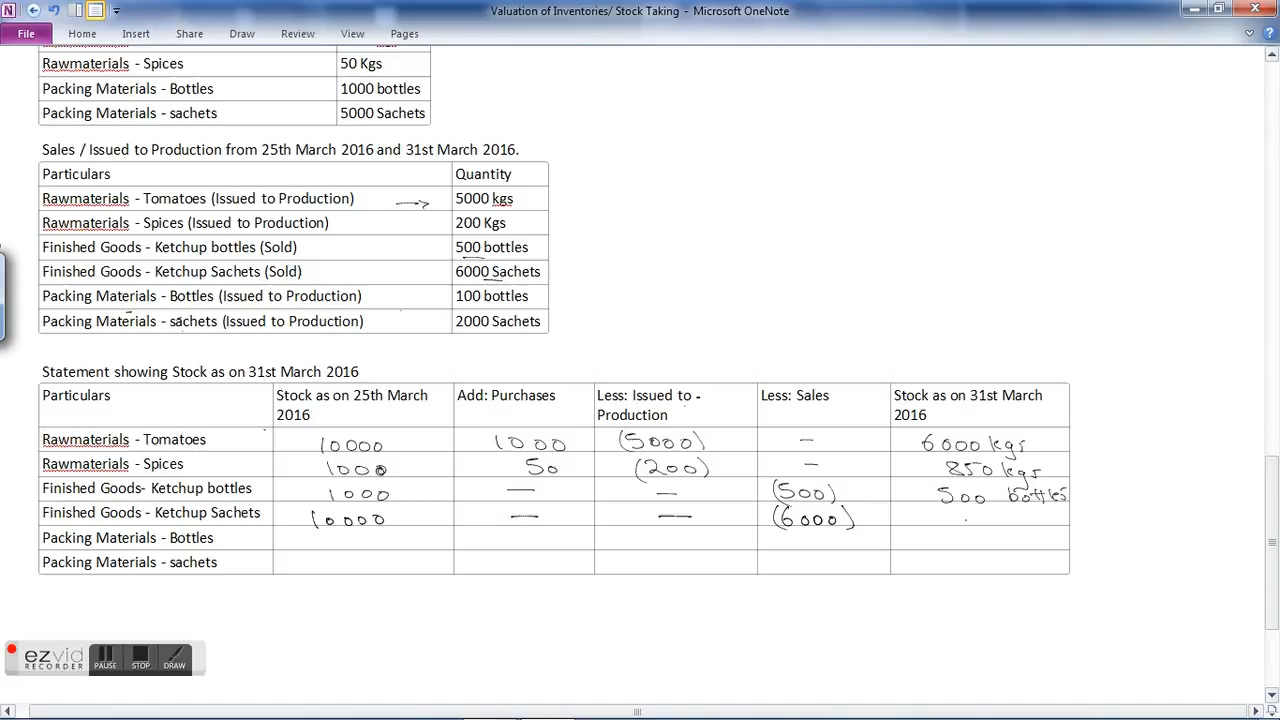 Valuation of Inventories/ Stock Taking - Microsoft OneNote
File Home Insert Share Draw Review View Pages
Rawmaterials - Spices 50 Kgs
Packing Materials - Bottles 1000 bottles
Packing Materials - sachets 5000 Sachets
Sales / Issued to Production from 25th March 2016 and 31st March 2016.
Particulars Quantity
Rawmaterials - Tomatoes (Issued to Production) 5000 kgs
Rawmaterials - Spices (Issued to Production) 200 Kgs
Finished Goods - Ketchup bottles (Sold) 500 bottles
Finished Goods - Ketchup Sachets (Sold) 6000 Sachets
Packing Materials - Bottles (Issued to Production) 100 bottles
Packing Materials - sachets (Issued to Production) 2000 Sachets
Statement showing Stock as on 31st March 2016
Particulars Stock as on 25th March 2016 Add: Purchases Less: Issued to Production Less: Sales Stock as on 31st March 2016
Rawmaterials - Tomatoes 10000 1000 (5000) - 6000 kgs
Rawmaterials - Spices 1000 50 (200) - 850 kgs
Finished Goods- Ketchup bottles 1000 - - (500) 500 bottles
Finished Goods - Ketchup Sachets 10000 - - (6000)
Packing Materials - Bottles
Packing Materials - sachets
ezvid
RECORDER
PAUSE STOP DRAW